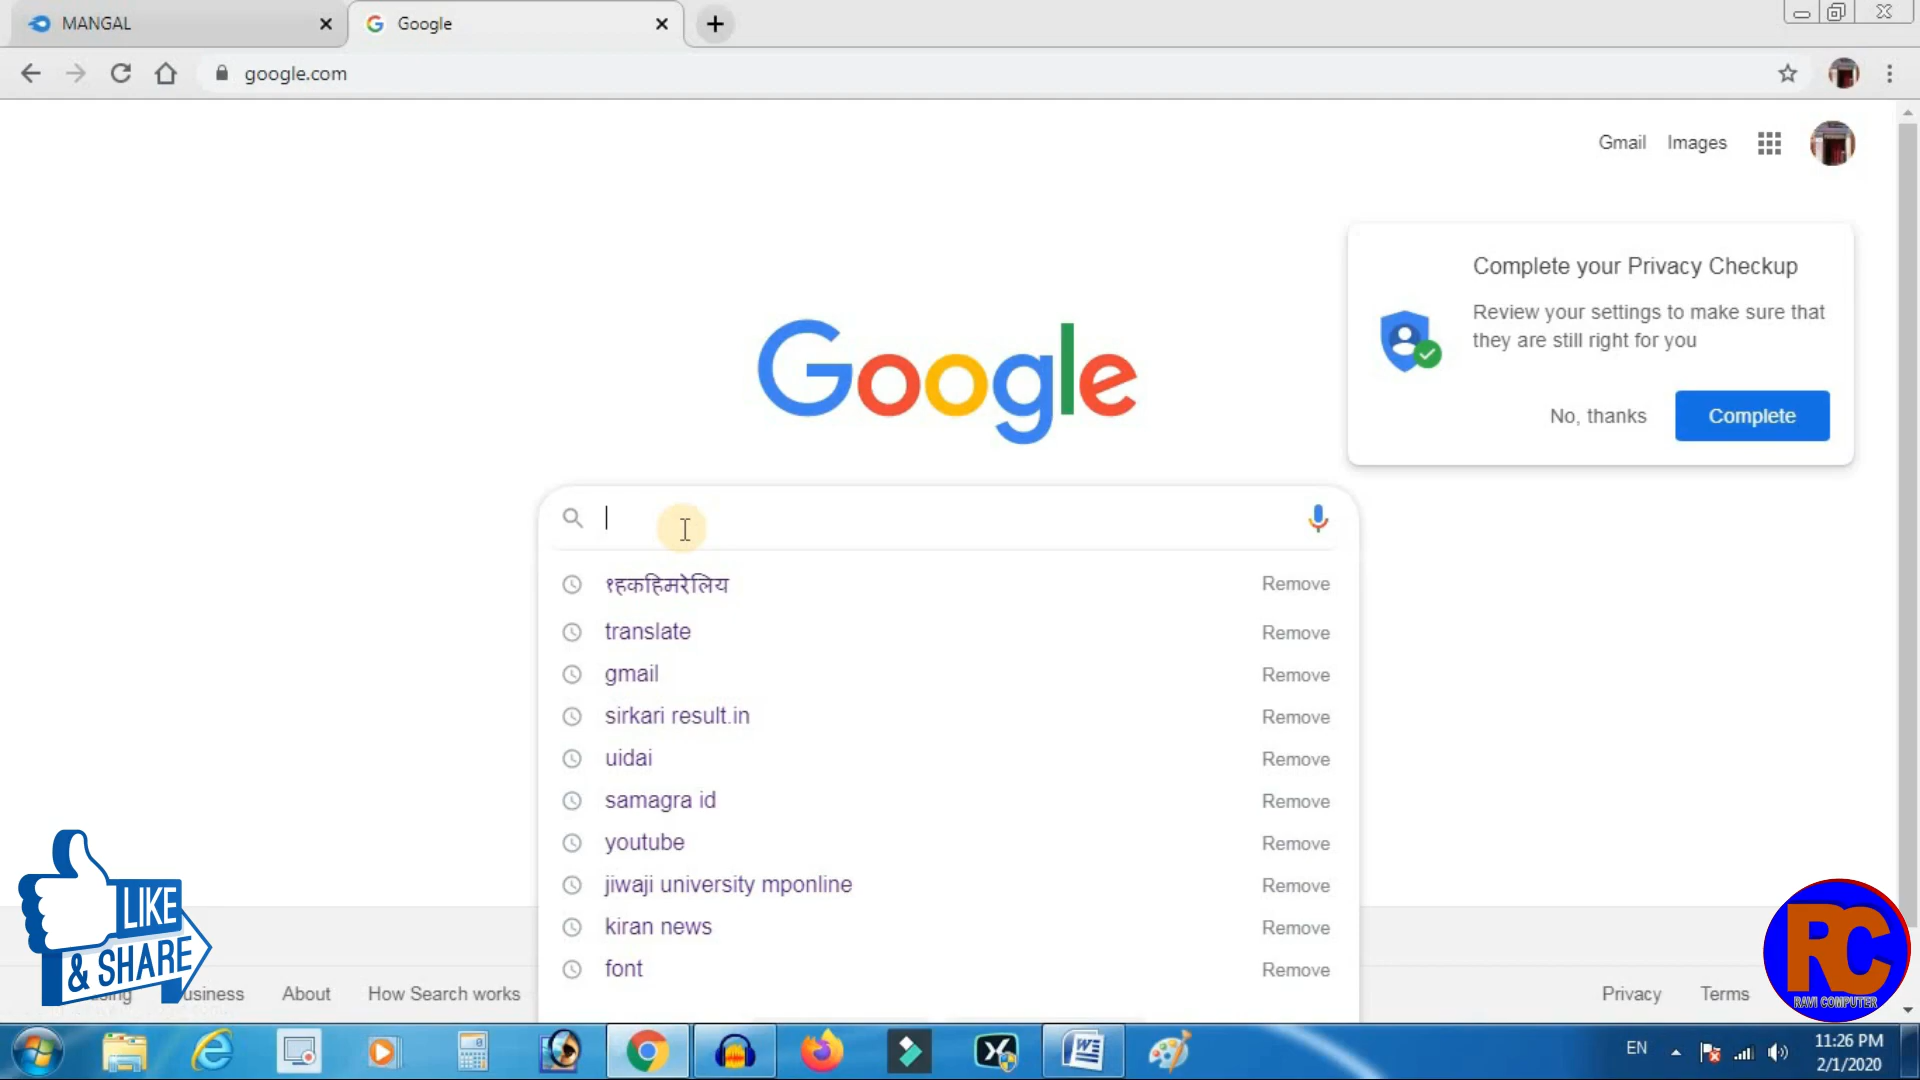 MANGAL
Google
google.com
Gmail Images
Complete your Privacy Checkup
Review your settings to make sure that
they are still right for you
No, thanks Complete
Google
१हकहिमरेलिय Remove
translate Remove
gmail Remove
sirkari result.in Remove
uidai Remove
samagra id Remove
youtube Remove
jiwaji university mponline Remove
kiran news Remove
font Remove
LIKE
& SHARE
About How Search works
Privacy Terms
RC
RAVI COMPUTER
EN
11:26 PM
2/1/2020